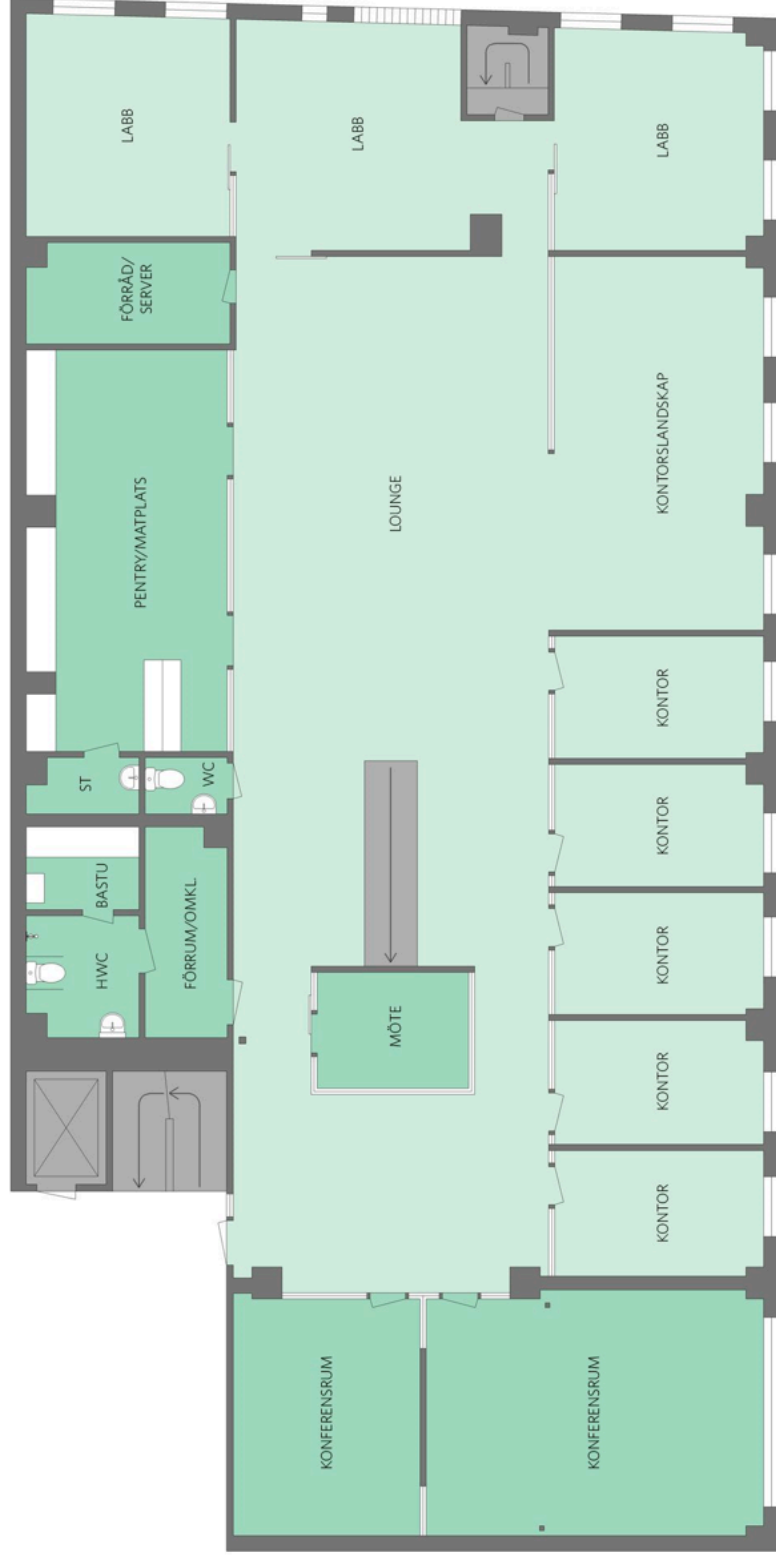 LABB
LABB
LABB
FÖRRÅD/
SERVER
PENTRY/MATPLATS
LOUNGE
KONTORSLANDSKAP
ST
WC
KONTOR
BASTU
KONTOR
HWC
FÖRRUM/OMKL.
KONTOR
MÖTE
KONTOR
KONTOR
KONFERENSRUM
KONFERENSRUM